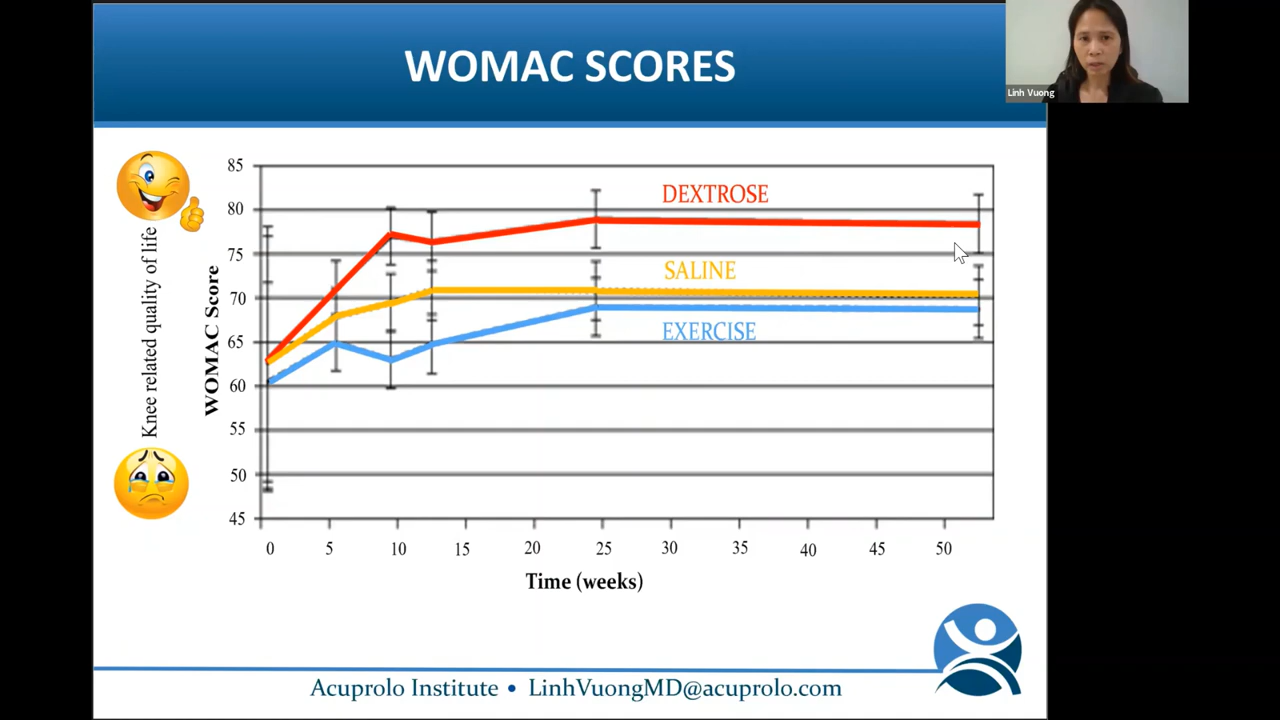 WOMAC SCORES
Linh Vuong
Knee related quality of life
WOMAC Score
85
80
75
70
65
60
55
50
45
DEXTROSE
SALINE
EXERCISE
0 5 10 15 20 25 30 35 40 45 50
Time (weeks)
Acuprolo Institute • LinhVuongMD@acuprolo.com